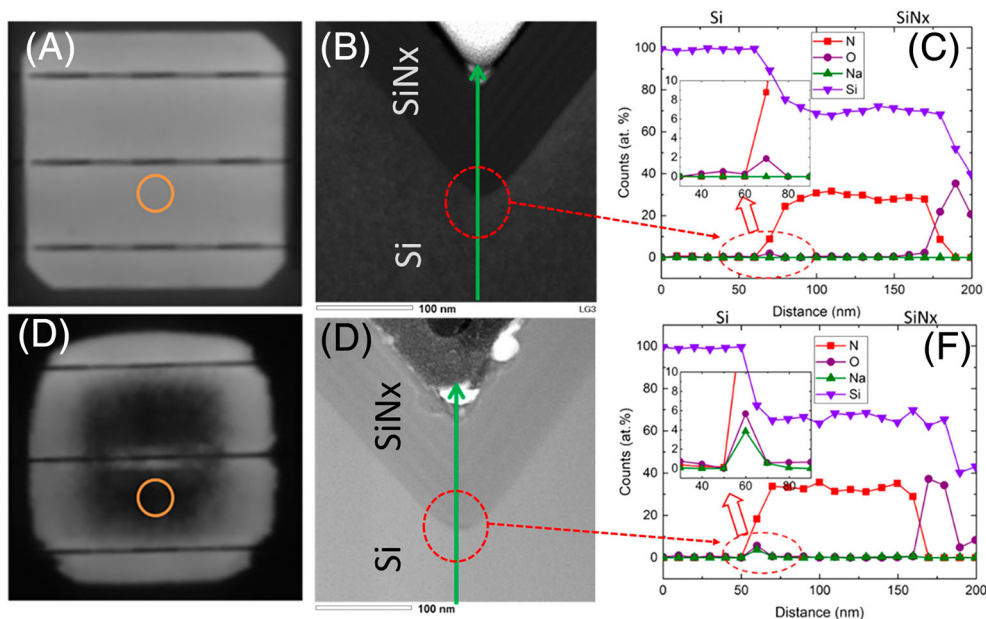 (A)
(B)
SiNx
Si
100 nm
LG3
(C)
Si SiNx
N
O
Na
Si
Counts (at. %)
100
80
60
40
20
0
10
8
6
4
2
0
40 60 80
0 50 100 150 200
Distance (nm)
(D)
(D)
SiNx
Si
100 nm
(F)
Si SiNx
N
O
Na
Si
Counts (at.%)
100
80
60
40
20
0
10
8
6
4
2
0
40 60 80
0 50 100 150 200
Distance (nm)